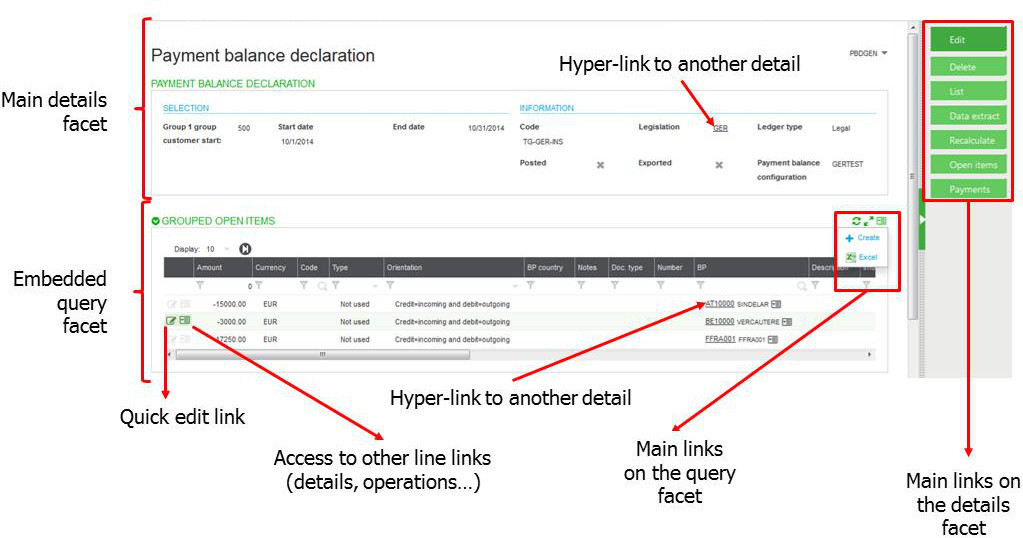 Payment balance declaration
PBDGEN
Edit
Delete
List
Data extract
Recalculate
Open items
Payments
Hyper-link to another detail
Main details
facet
PAYMENT BALANCE DECLARATION
SELECTION
INFORMATION
Group 1 group
customer start:
500
Start date
10/1/2014
End date
10/31/2014
Code
TG-GER-INS
Legislation
GER
Ledger type
Legal
Posted
Exported
Payment balance
configuration
GERTEST
Embedded
query
facet
GROUPED OPEN ITEMS
Create
Excel
Display: 10
Amount Currency Code Type Orientation BP country Notes Doc. type Number BP
0
-15000.00 EUR Not used Credit=incoming and debit=outgoing AT10000 SINDELAR
-3000.00 EUR Not used Credit=incoming and debit=outgoing BE10000 VERCAUTERE
17250.00 EUR Not used Credit=incoming and debit=outgoing FFRA001 FFRA001
Quick edit link
Hyper-link to another detail
Access to other line links
(details, operations…)
Main links
on the query
facet
Main links on
the details
facet